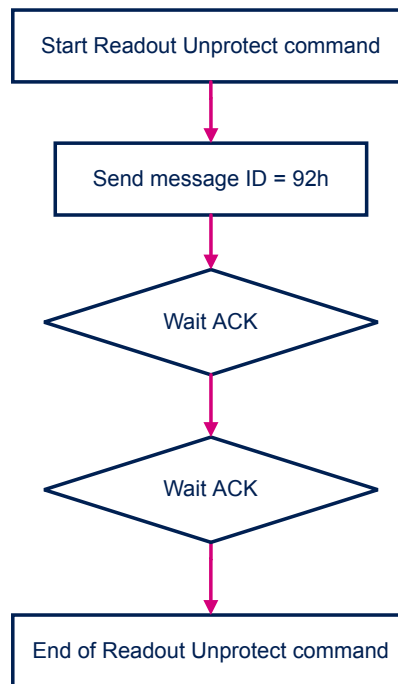 Start Readout Unprotect command
Send message ID = 92h
Wait ACK
Wait ACK
End of Readout Unprotect command